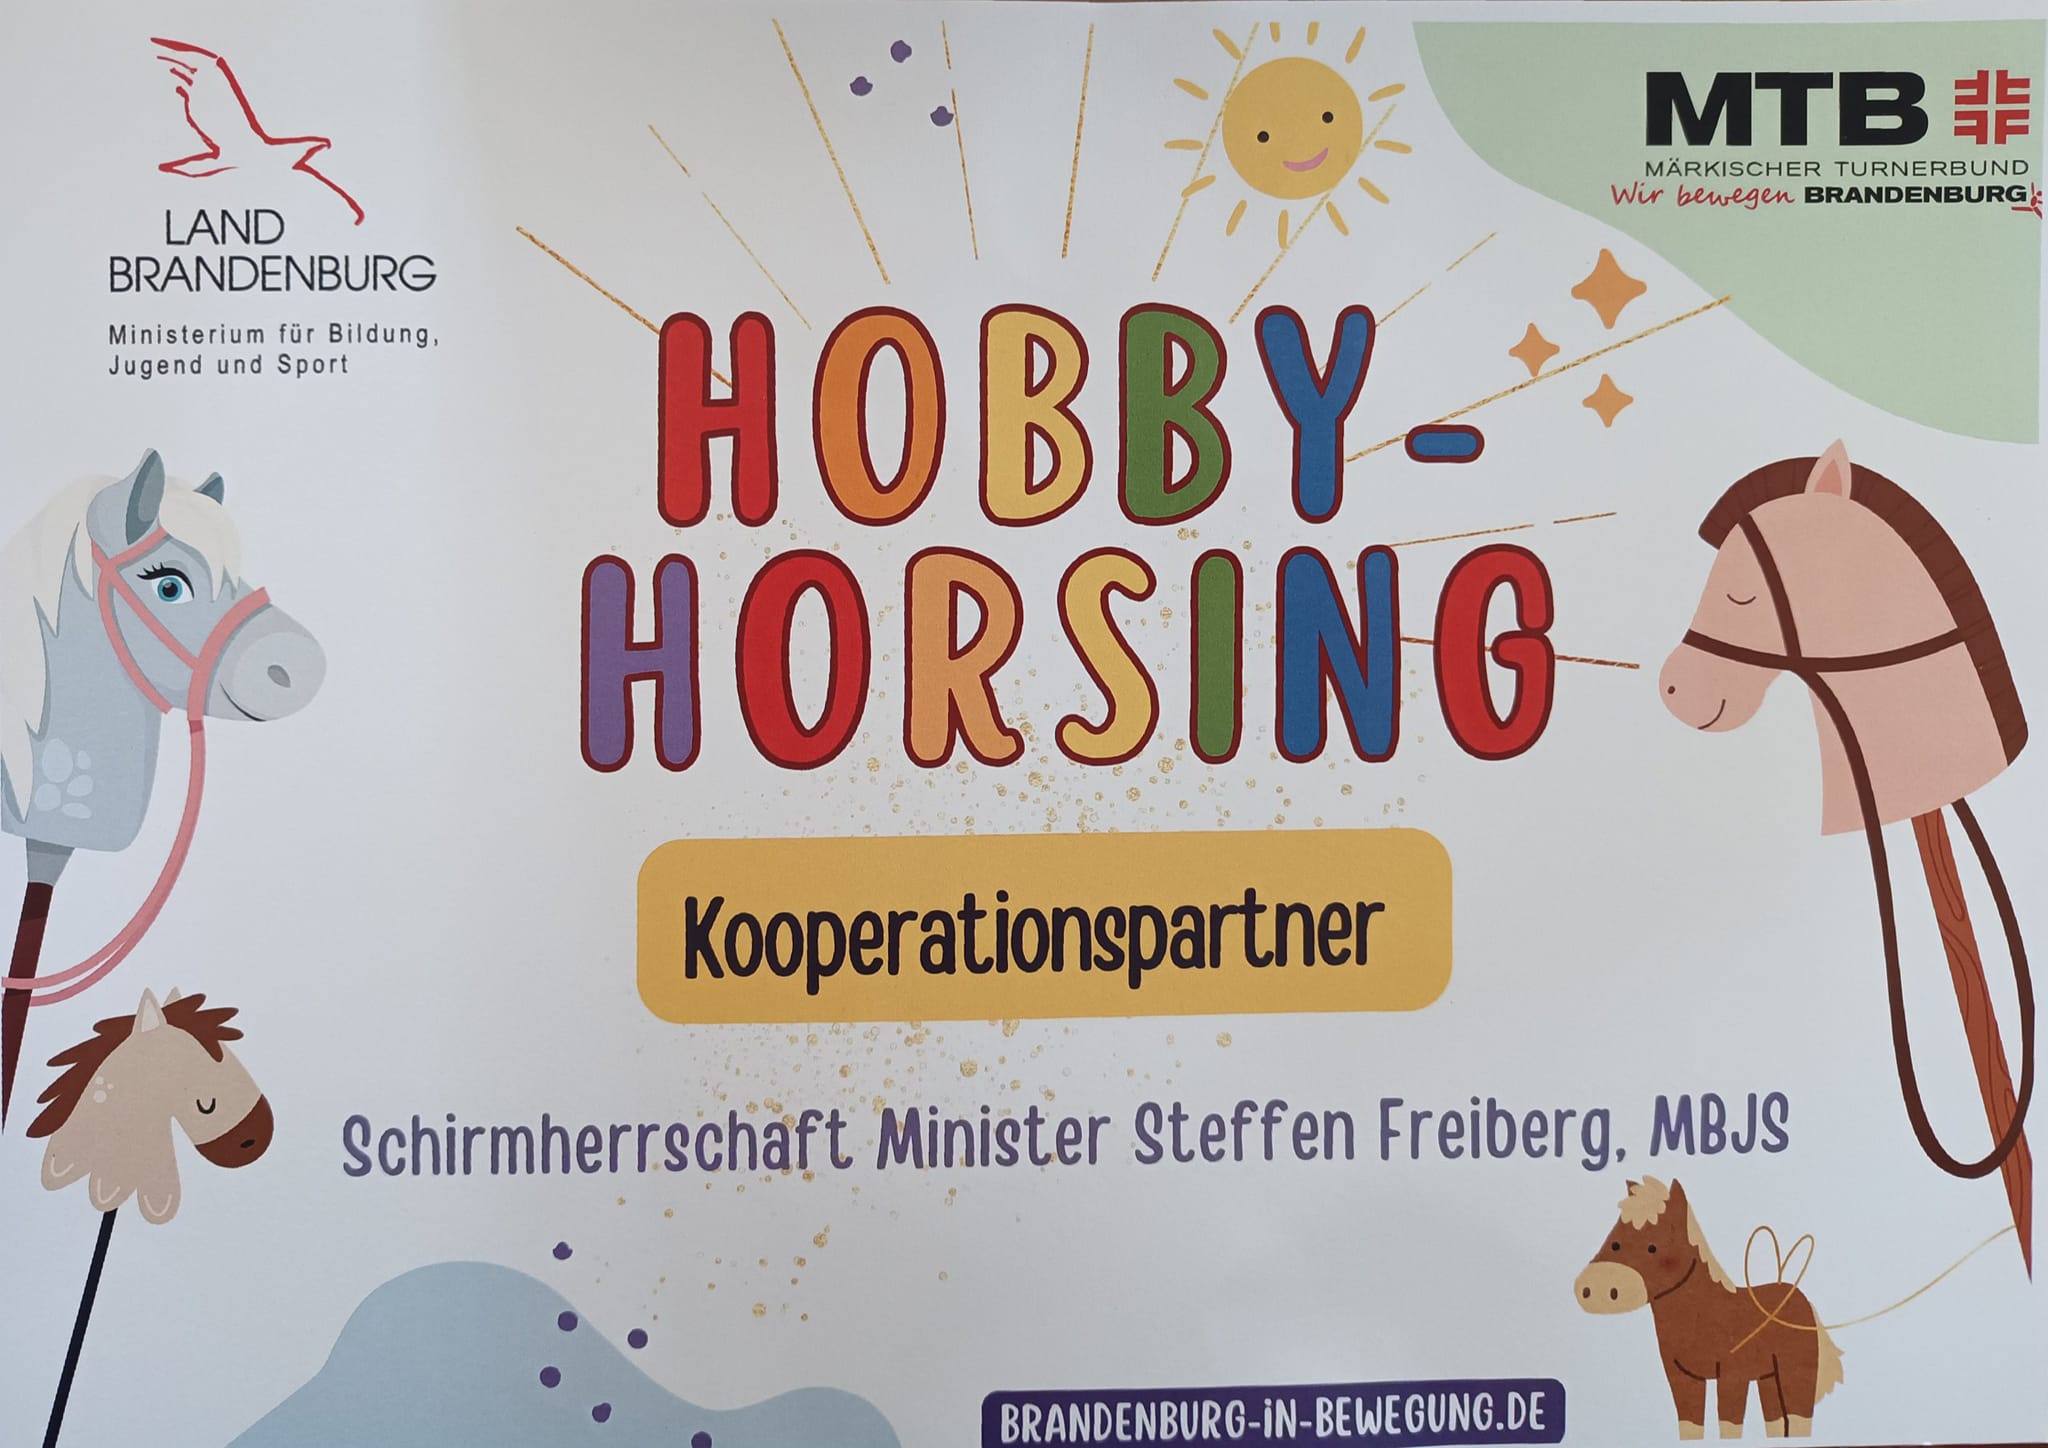 LAND
BRANDENBURG
Ministerium für Bildung,
Jugend und Sport
MTB
MÄRKISCHER TURNERBUND
Wir bewegen BRANDENBURG
HOBBY-
HORSING
Kooperationspartner
Schirmherrschaft Minister Steffen Freiberg, MBJS
BRANDENBURG-iN-BEWEGUNG.DE